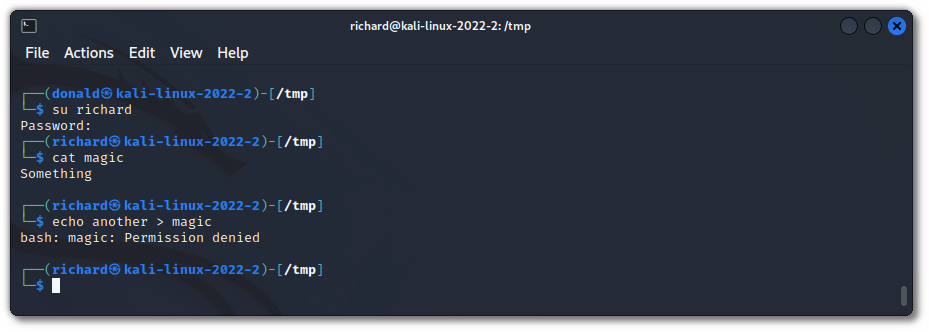 richard@kali-linux-2022-2: /tmp
File Actions Edit View Help
┌──(donald㉿kali-linux-2022-2)-[/tmp]
└─$ su richard
Password:
┌──(richard㉿kali-linux-2022-2)-[/tmp]
└─$ cat magic
Something
┌──(richard㉿kali-linux-2022-2)-[/tmp]
└─$ echo another > magic
bash: magic: Permission denied
┌──(richard㉿kali-linux-2022-2)-[/tmp]
└─$